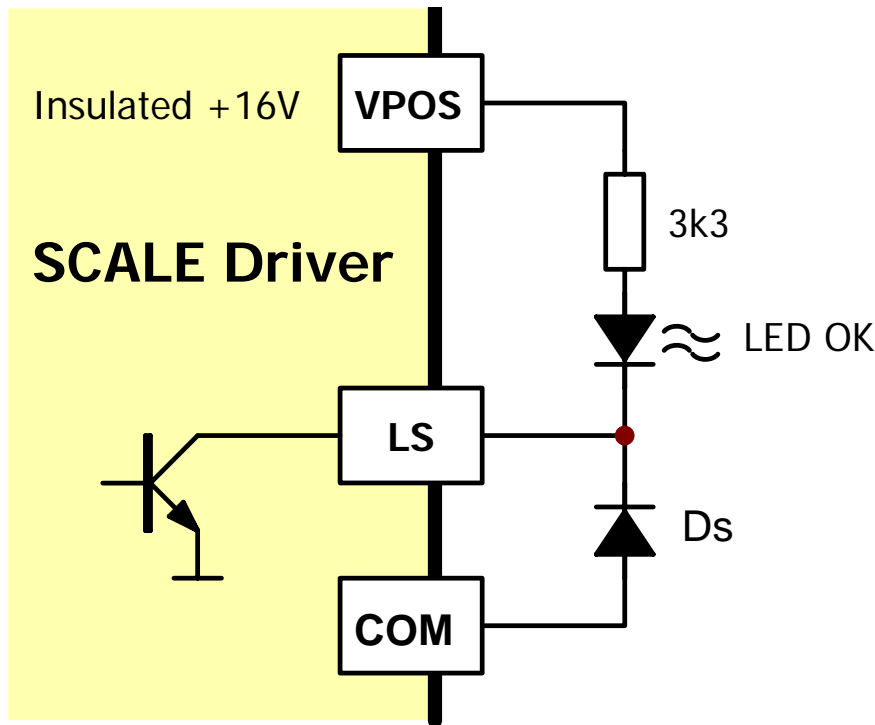 Insulated +16V
VPOS
SCALE Driver
3k3
LED OK
LS
Ds
COM